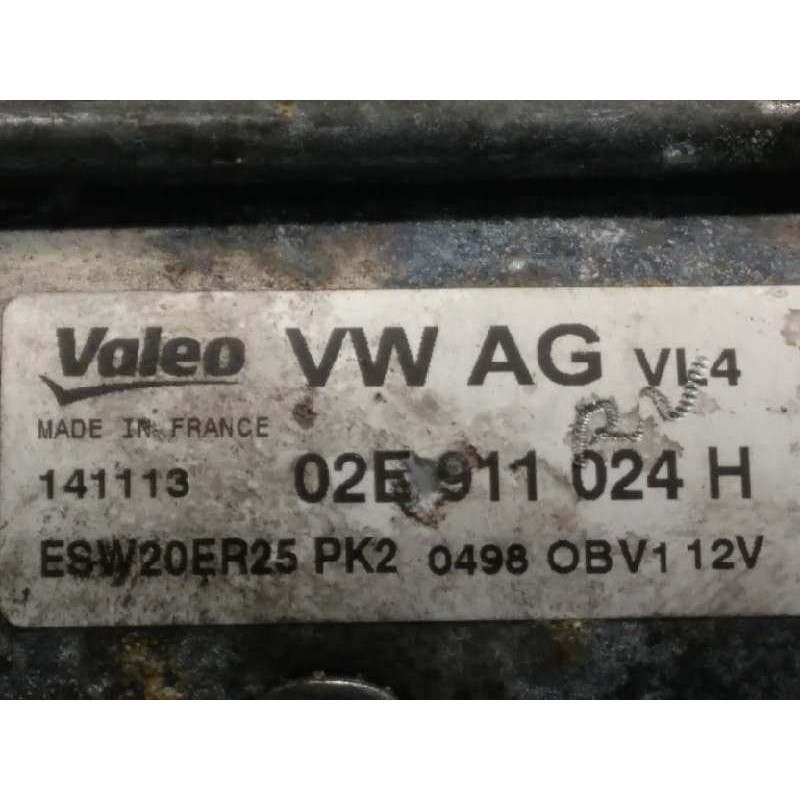 Valeo VW AG VL4
MADE IN FRANCE
141113 02E 911 024 H
ESW20ER25 PK2 0498 OBV1 12V